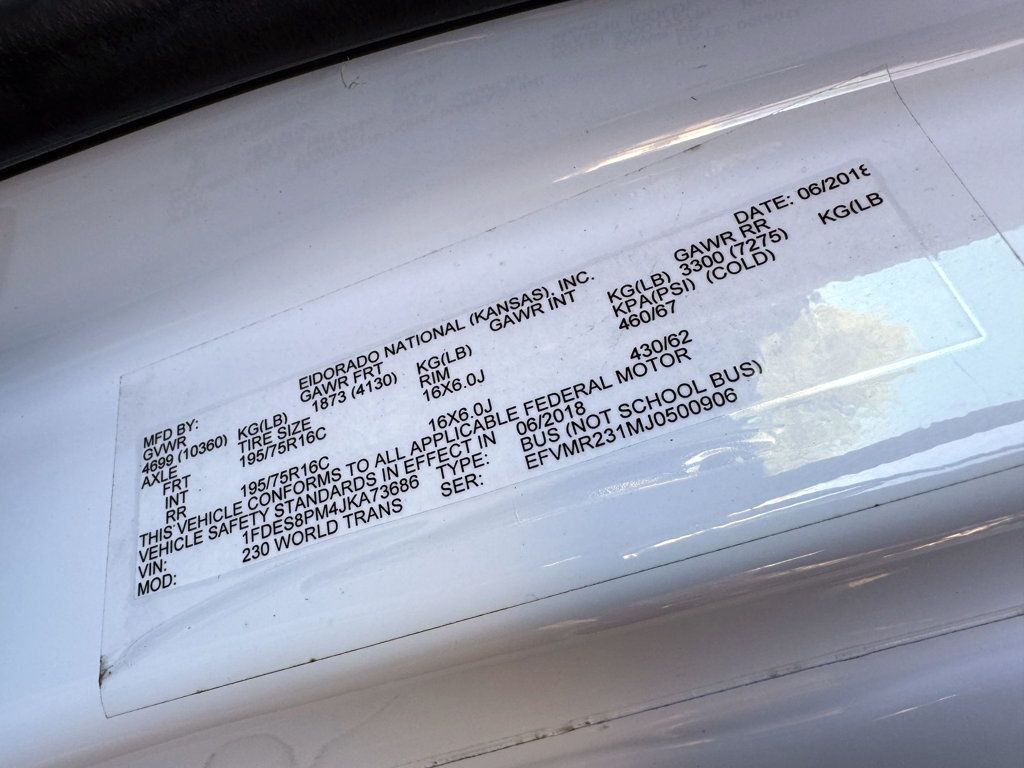 MFD BY: EIDORADO NATIONAL (KANSAS), INC. DATE: 06/2018
GVWR KG(LB) GAWR FRT KG(LB) GAWR INT KG(LB) GAWR RR KG(LB
4699 (10360) 1873 (4130) 3300 (7275)
AXLE TIRE SIZE RIM KPA(PSI) (COLD)
FRT 195/75R16C 16X6.0J 460/67
INT
RR 195/75R16C 16X6.0J 430/62
THIS VEHICLE CONFORMS TO ALL APPLICABLE FEDERAL MOTOR
VEHICLE SAFETY STANDARDS IN EFFECT IN 06/2018
VIN: 1FDES8PM4JKA73686 TYPE: BUS (NOT SCHOOL BUS)
MOD: 230 WORLD TRANS SER: EFVMR231MJ0500906